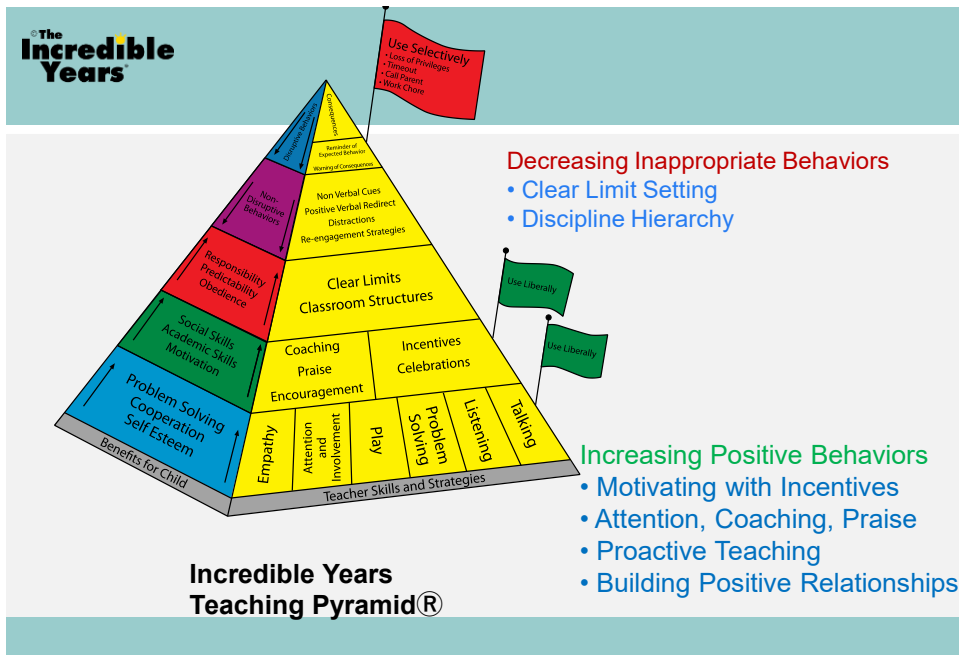 ©The
Incredible
Years®
Use Selectively
• Loss of Privileges
• Timeout
• Call Parent
• Work Chore
Disruptive Behaviors
Consequences
Reminder of
Expected Behavior
Warning of Consequences
Non-
Disruptive
Behaviors
Non Verbal Cues
Positive Verbal Redirect
Distractions
Re-engagement Strategies
Responsibility
Predictability
Obedience
Clear Limits
Classroom Structures
Social Skills
Academic Skills
Motivation
Coaching
Praise
Encouragement
Incentives
Celebrations
Problem Solving
Cooperation
Self Esteem
Empathy
Attention
and
Involvement
Play
Problem
Solving
Listening
Talking
Benefits for Child
Teacher Skills and Strategies
Use Liberally
Use Liberally
Decreasing Inappropriate Behaviors
• Clear Limit Setting
• Discipline Hierarchy
Increasing Positive Behaviors
• Motivating with Incentives
• Attention, Coaching, Praise
• Proactive Teaching
• Building Positive Relationships
Incredible Years
Teaching Pyramid®